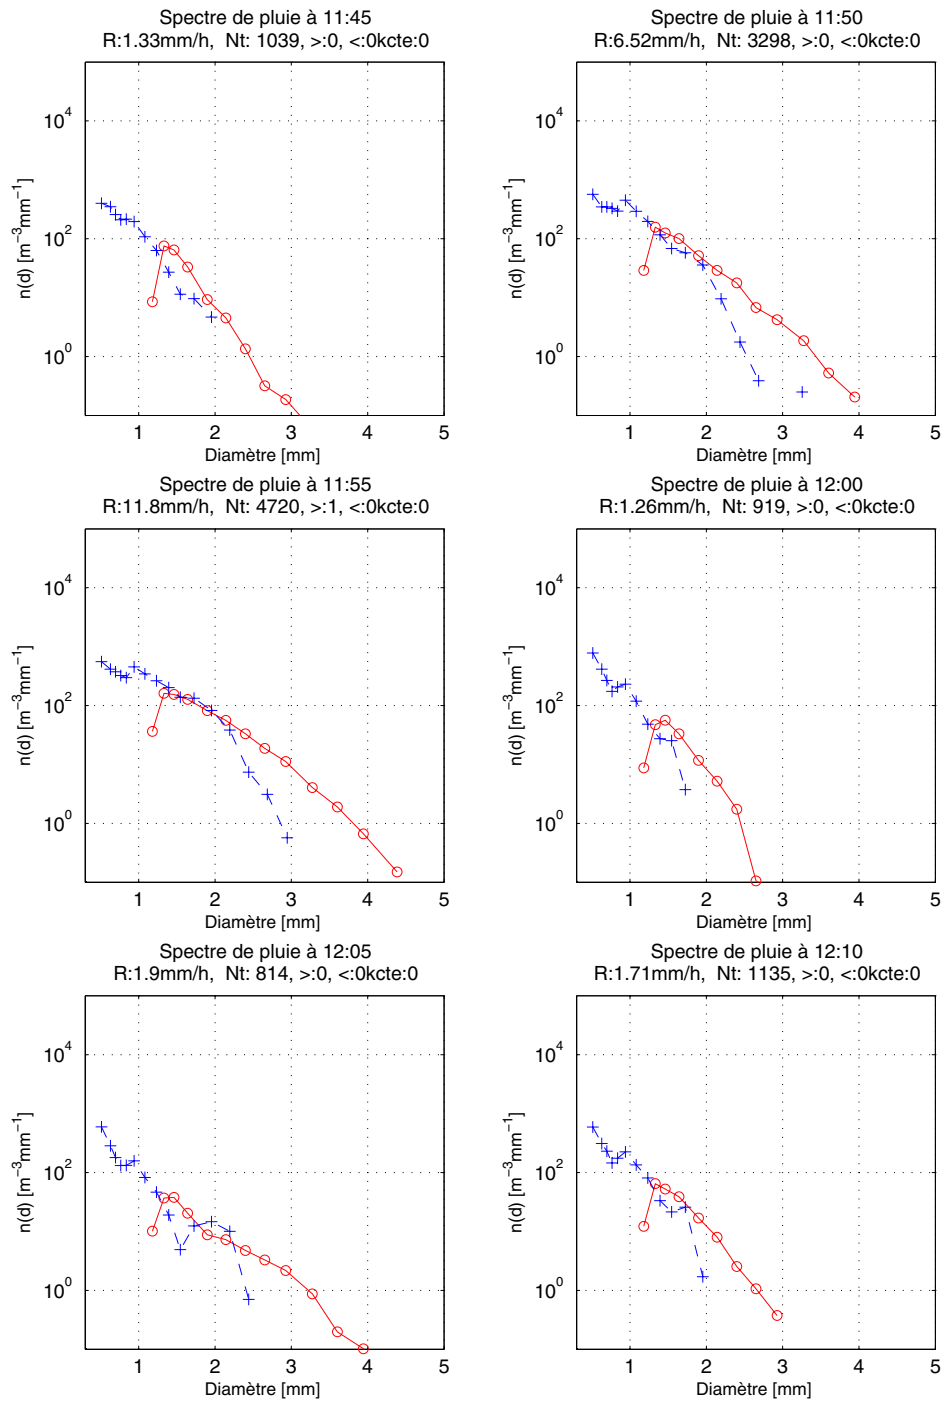 Spectre de pluie à 11:45
R:1.33mm/h, Nt: 1039, >:0, <:0kcte:0
10^4
10^2
10^0
n(d) [m^−3mm^−1]
1 2 3 4 5
Diamètre [mm]
Spectre de pluie à 11:50
R:6.52mm/h, Nt: 3298, >:0, <:0kcte:0
10^4
10^2
10^0
n(d) [m^−3mm^−1]
1 2 3 4 5
Diamètre [mm]
Spectre de pluie à 11:55
R:11.8mm/h, Nt: 4720, >:1, <:0kcte:0
10^4
10^2
10^0
n(d) [m^−3mm^−1]
1 2 3 4 5
Diamètre [mm]
Spectre de pluie à 12:00
R:1.26mm/h, Nt: 919, >:0, <:0kcte:0
10^4
10^2
10^0
n(d) [m^−3mm^−1]
1 2 3 4 5
Diamètre [mm]
Spectre de pluie à 12:05
R:1.9mm/h, Nt: 814, >:0, <:0kcte:0
10^4
10^2
10^0
n(d) [m^−3mm^−1]
1 2 3 4 5
Diamètre [mm]
Spectre de pluie à 12:10
R:1.71mm/h, Nt: 1135, >:0, <:0kcte:0
10^4
10^2
10^0
n(d) [m^−3mm^−1]
1 2 3 4 5
Diamètre [mm]